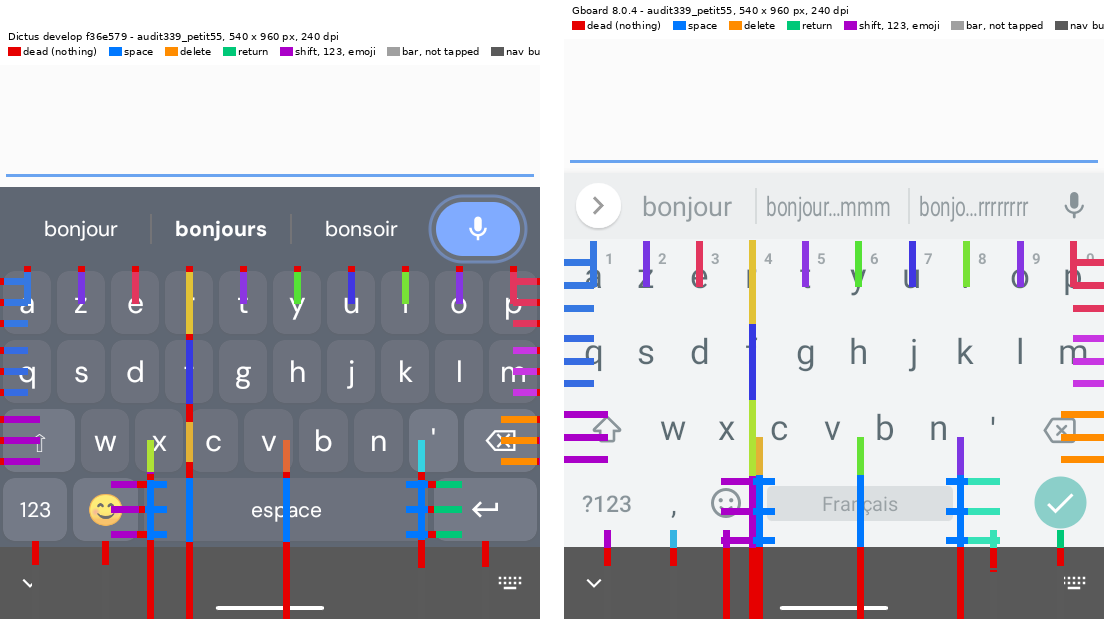 Dictus develop f36e579 - audit339_petit55, 540 x 960 px, 240 dpi
dead (nothing) space delete return shift, 123, emoji bar, not tapped nav bu
bonjour bonjours bonsoir
a z e r t y u i o p
q s d f g h j k l m
w x c v b n '
123 espace
Gboard 8.0.4 - audit339_petit55, 540 x 960 px, 240 dpi
dead (nothing) space delete return shift, 123, emoji bar, not tapped nav bu
bonjour bonjour...mmm bonjo...rrrrrrrr
1 2 3 4 5 6 7 8 9 0
a z e r t y u i o p
q s d f g h j k l m
w x c v b n '
?123 , Français